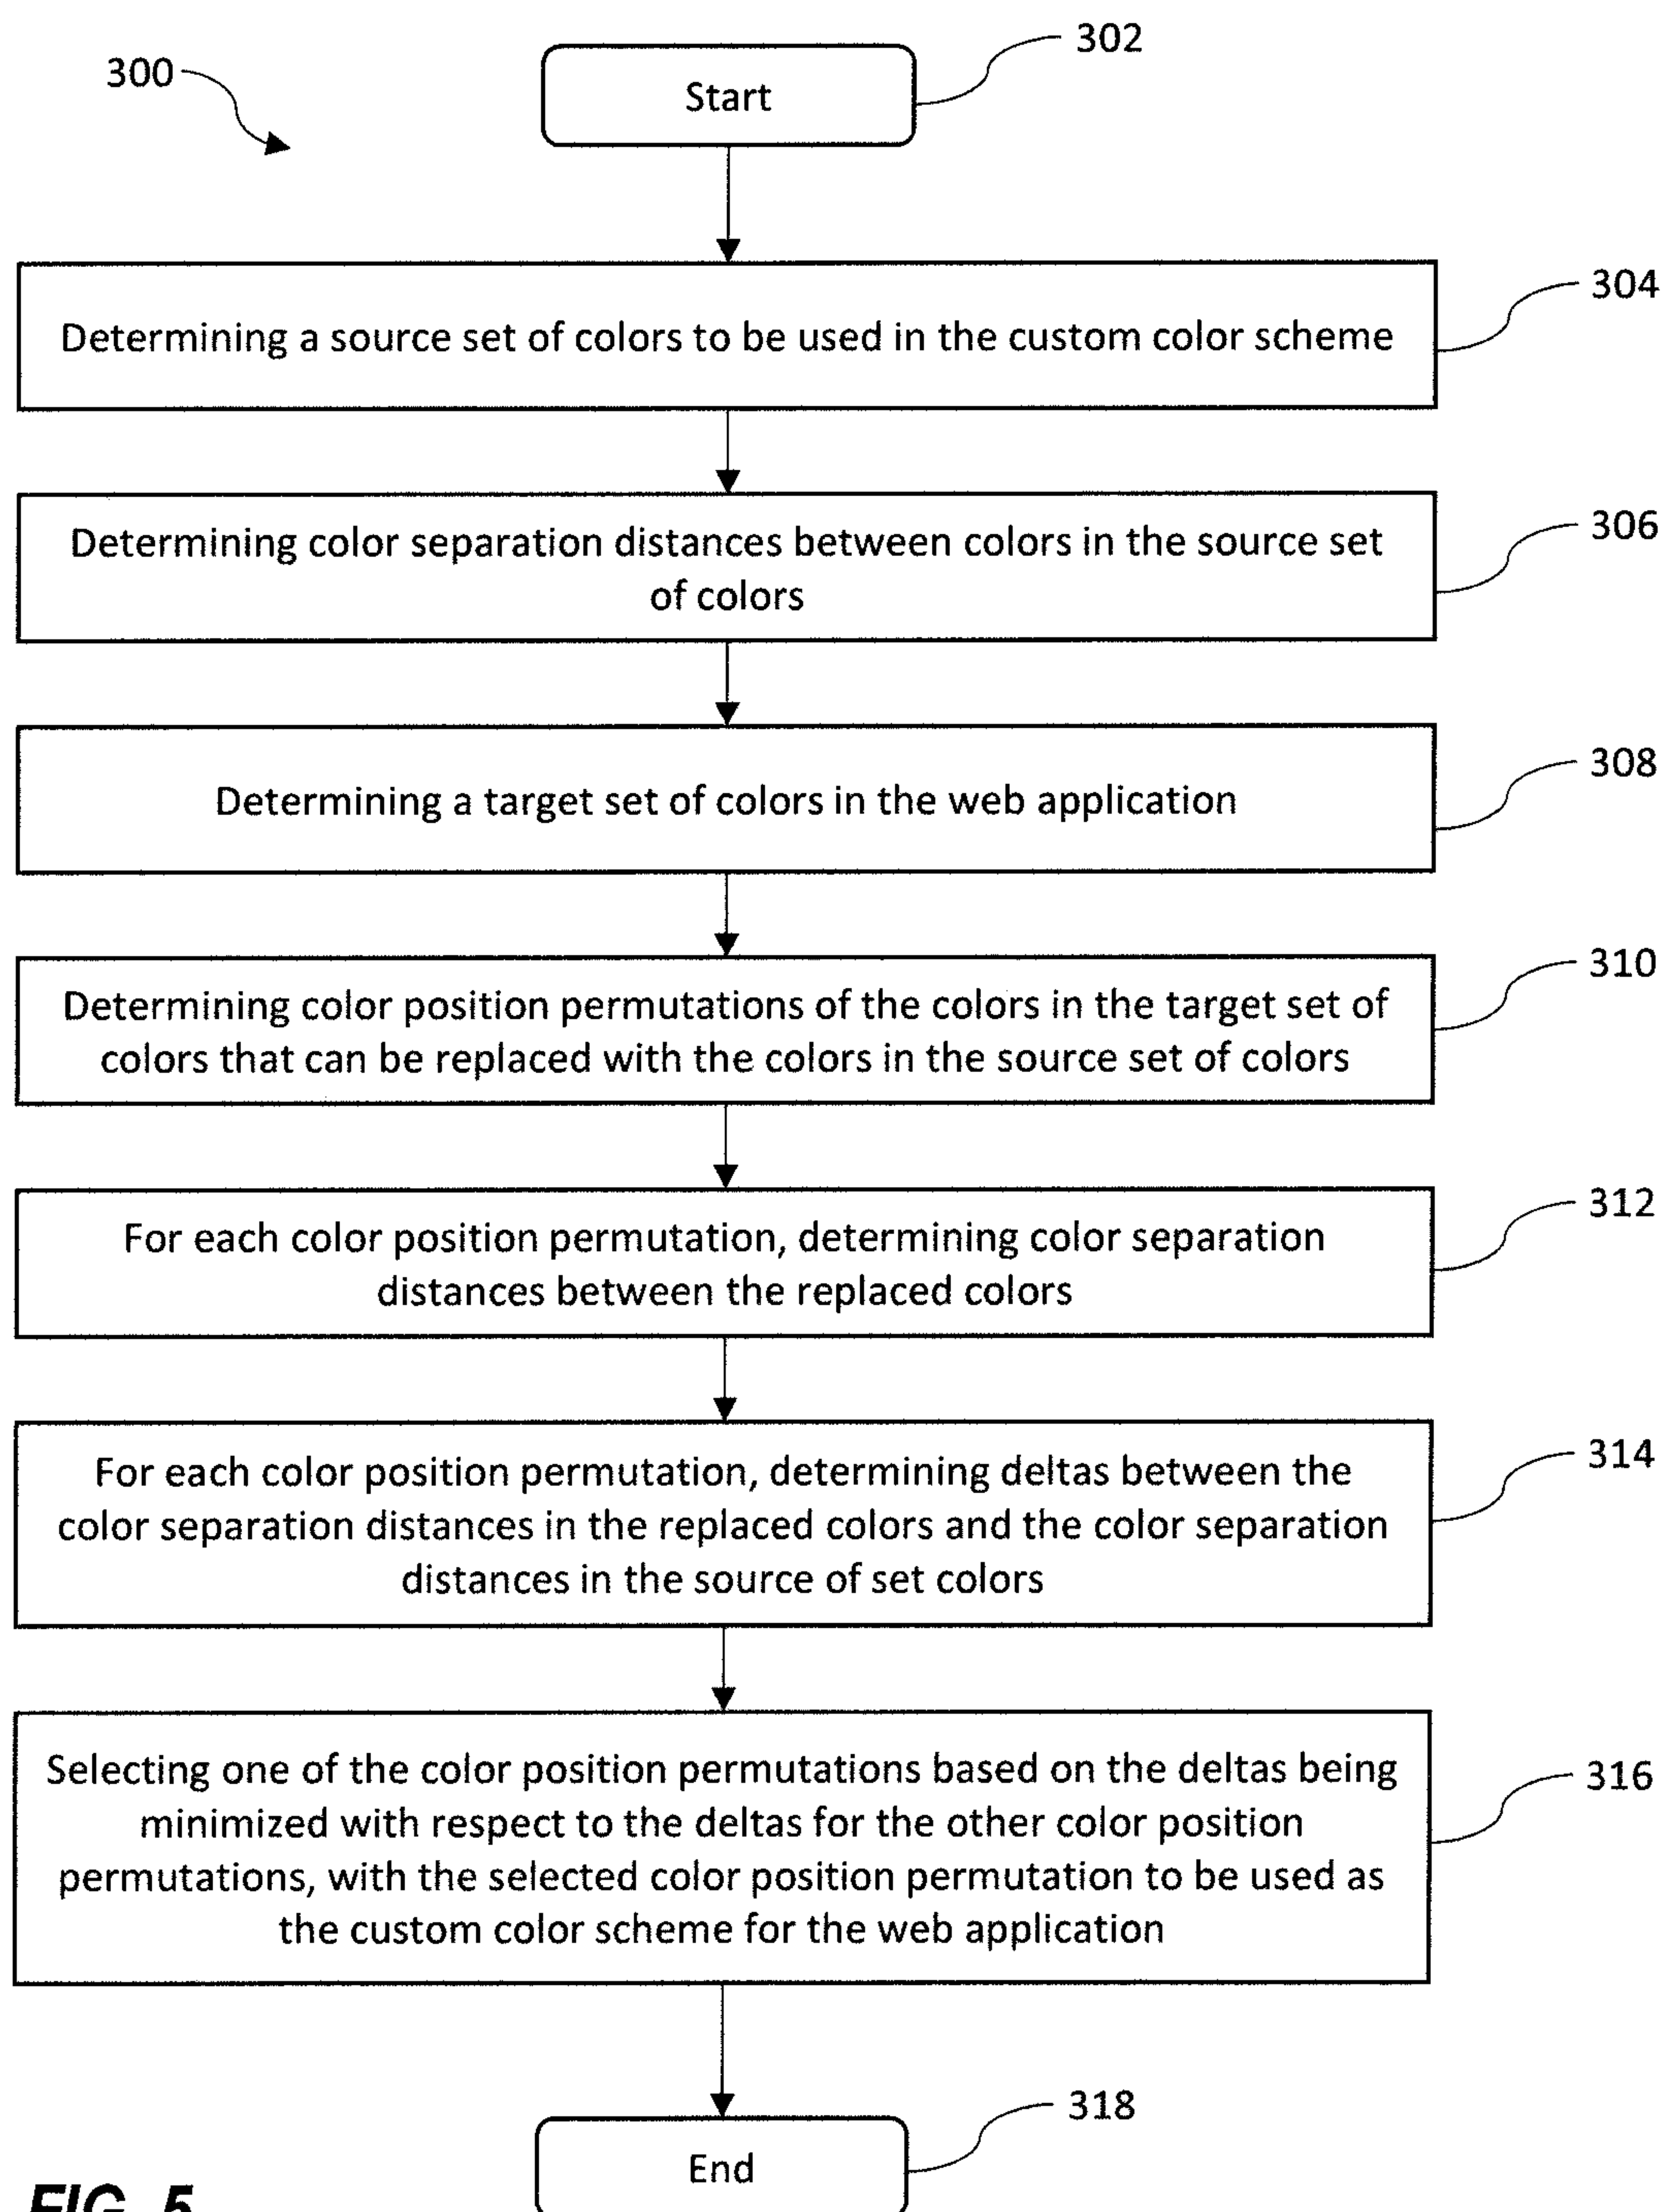 300
Start
302
Determining a source set of colors to be used in the custom color scheme
304
Determining color separation distances between colors in the source set
of colors
306
Determining a target set of colors in the web application
308
Determining color position permutations of the colors in the target set of
colors that can be replaced with the colors in the source set of colors
310
For each color position permutation, determining color separation
distances between the replaced colors
312
For each color position permutation, determining deltas between the
color separation distances in the replaced colors and the color separation
distances in the source of set colors
314
Selecting one of the color position permutations based on the deltas being
minimized with respect to the deltas for the other color position
permutations, with the selected color position permutation to be used as
the custom color scheme for the web application
316
End
318
FIG. 5